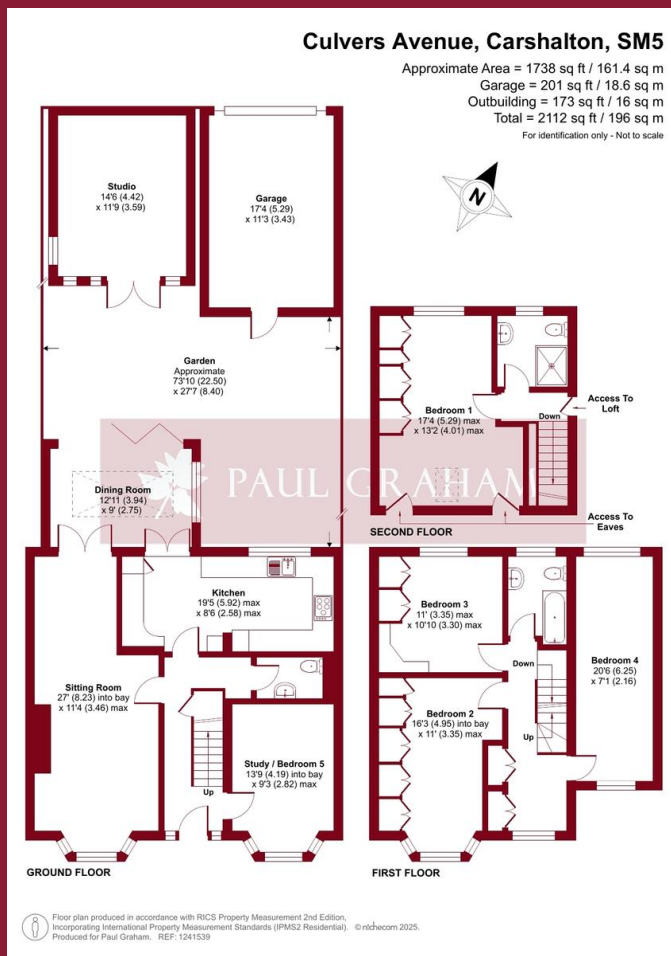 Culvers Avenue, Carshalton, SM5
Approximate Area = 1738 sq ft / 161.4 sq m
Garage = 201 sq ft / 18.6 sq m
Outbuilding = 173 sq ft / 16 sq m
Total = 2112 sq ft / 196 sq m
For identification only - Not to scale
N
Studio
14'6 (4.42)
x 11'9 (3.59)
Garage
17'4 (5.29)
x 11'3 (3.43)
Garden
Approximate
73'10 (22.50)
x 27'7 (8.40)
Dining Room
12'11 (3.94)
x 9' (2.75)
PAUL GRAHAM
Bedroom 1
17'4 (5.29) max
x 13'2 (4.01) max
Down
Access To
Loft
Access To
Eaves
SECOND FLOOR
Kitchen
19'5 (5.92) max
x 8'6 (2.58) max
Sitting Room
27' (8.23) into bay
x 11'4 (3.46) max
Study / Bedroom 5
13'9 (4.19) into bay
x 9'3 (2.82) max
Up
GROUND FLOOR
Bedroom 3
11' (3.35) max
x 10'10 (3.30) max
Down
Bedroom 4
20'6 (6.25)
x 7'1 (2.16)
Bedroom 2
16'3 (4.95) into bay
x 11' (3.35) max
Up
FIRST FLOOR
Floor plan produced in accordance with RICS Property Measurement 2nd Edition,
Incorporating International Property Measurement Standards (IPMS2 Residential). © ntchecom 2025.
Produced for Paul Graham. REF: 1241539